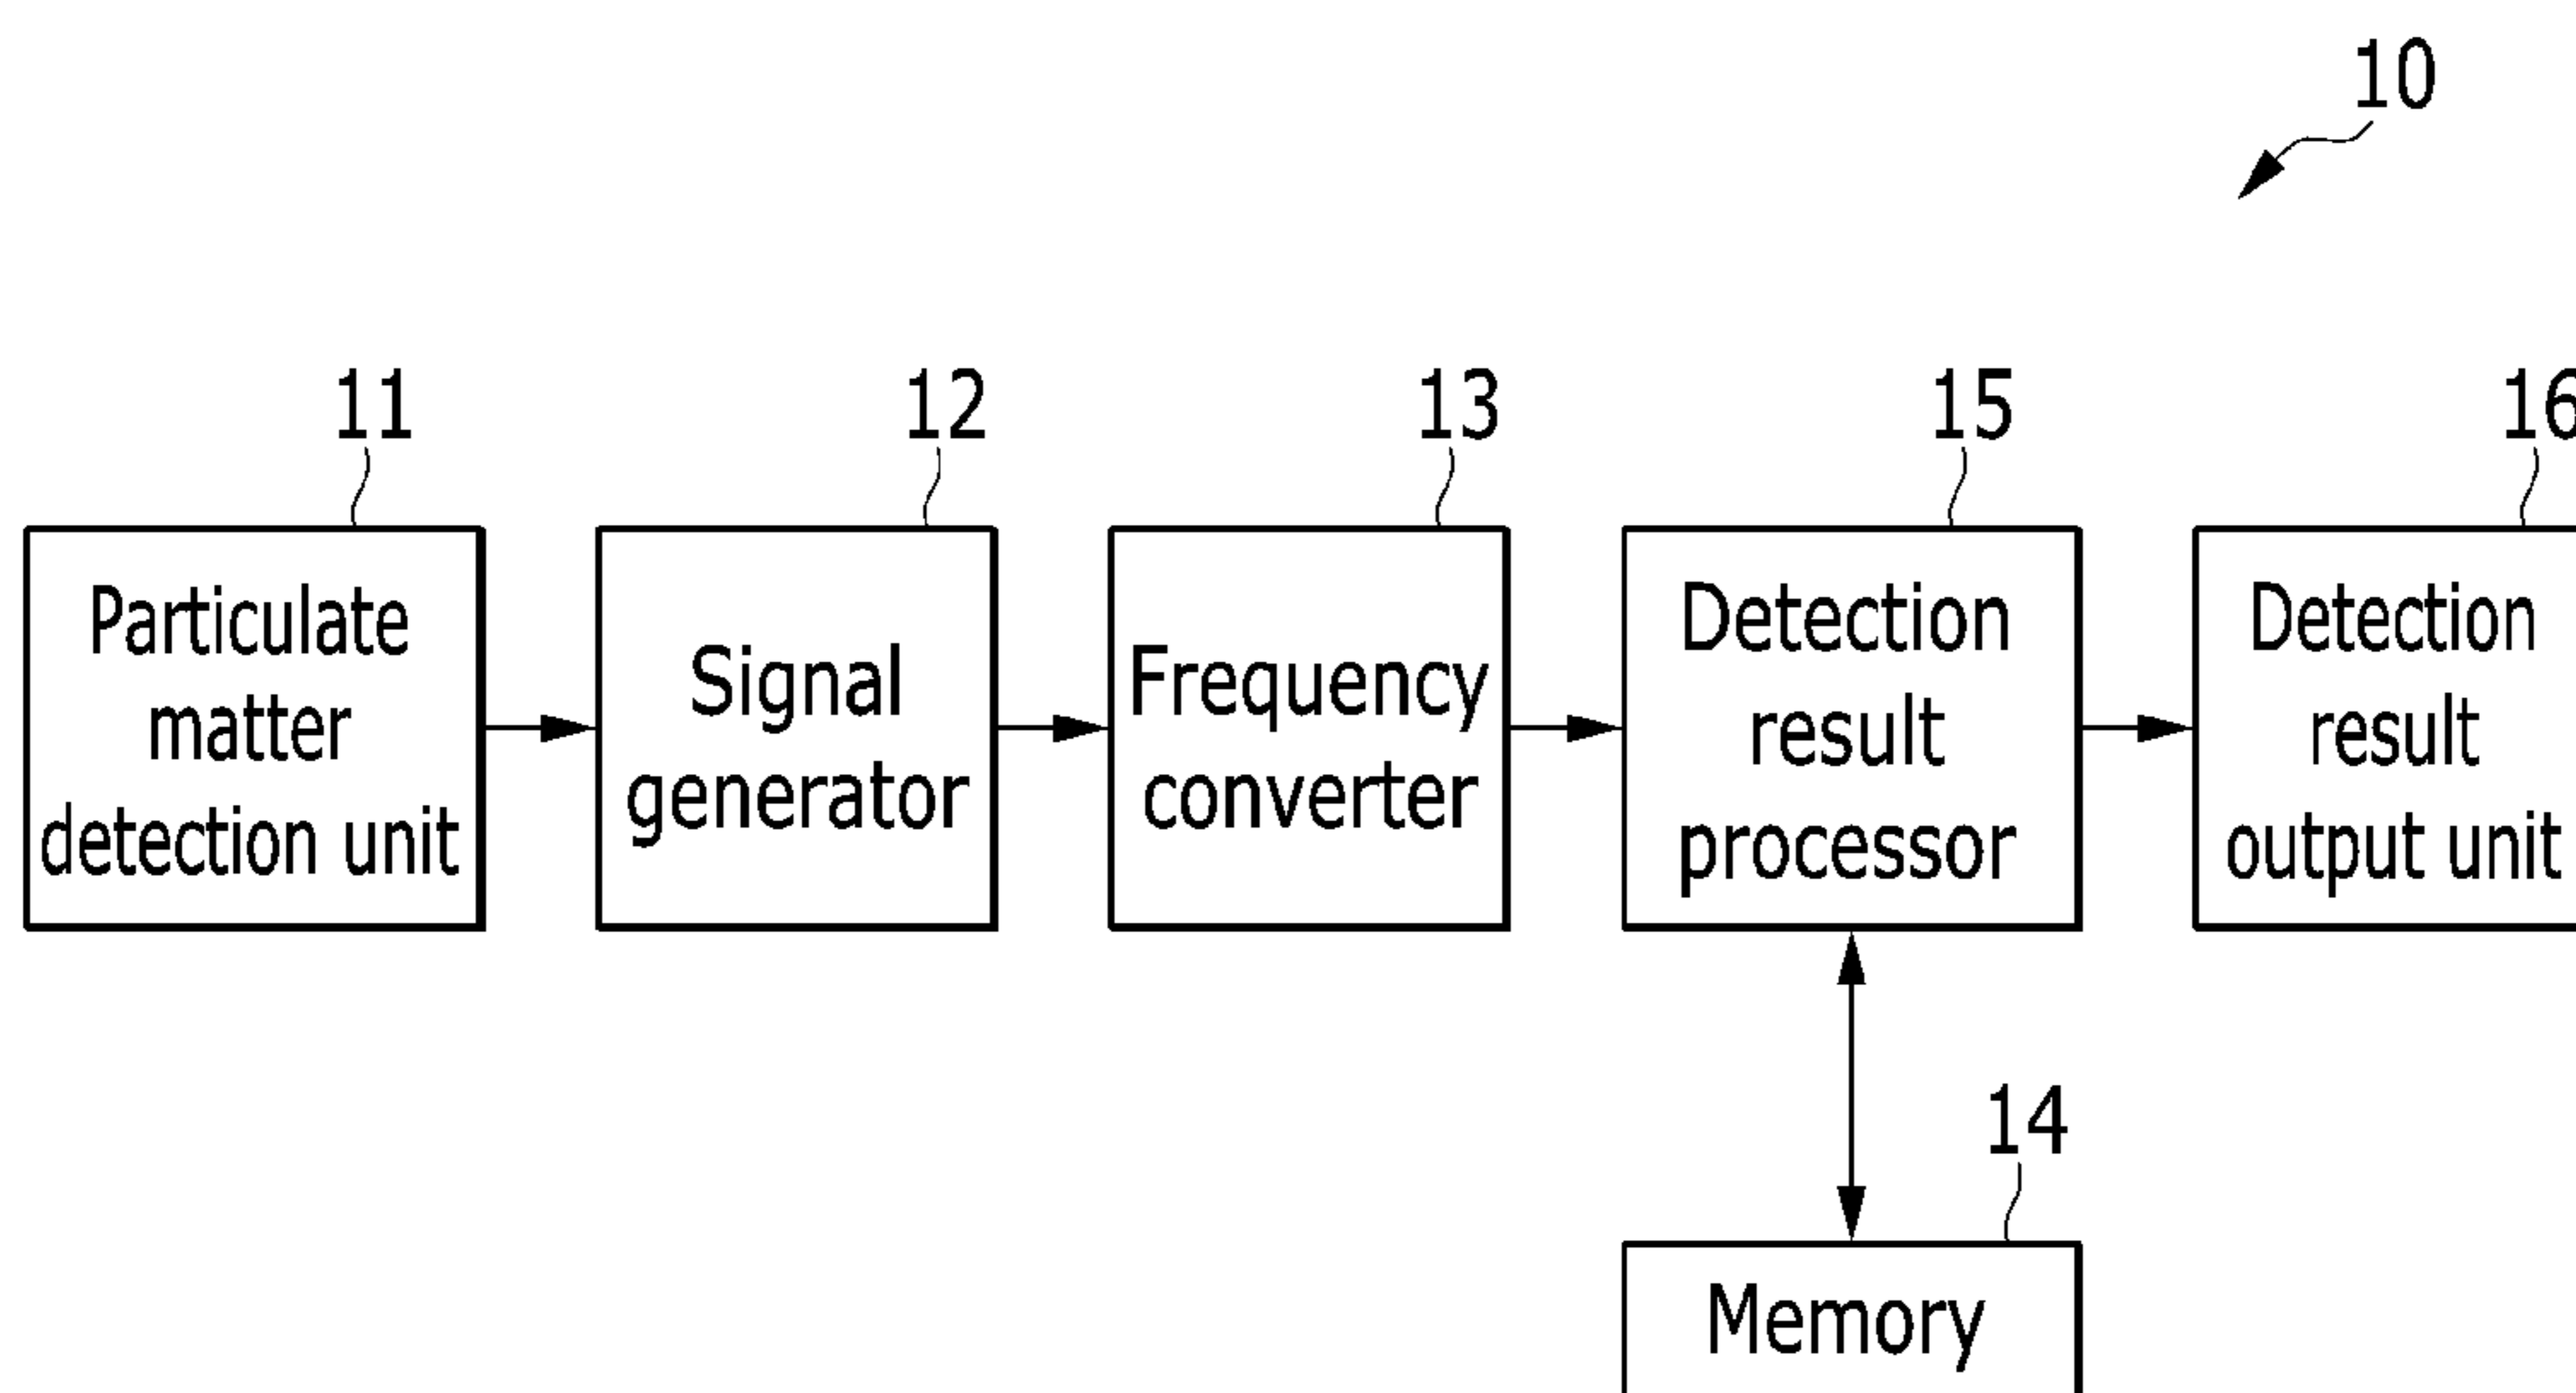 10
11
12
13
15
16
Particulate
matter
detection unit
Signal
generator
Frequency
converter
Detection
result
processor
Detection
result
output unit
14
Memory